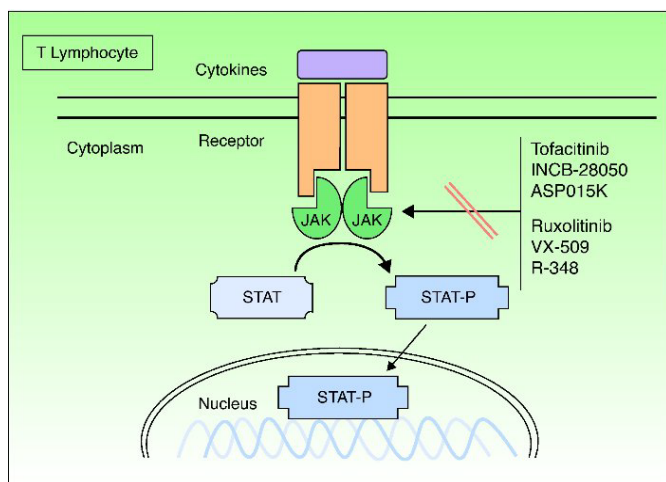 T Lymphocyte
Cytokines
Receptor
Cytoplasm
JAK JAK
Tofacitinib
INCB-28050
ASP015K
Ruxolitinib
VX-509
R-348
STAT
STAT-P
STAT-P
Nucleus